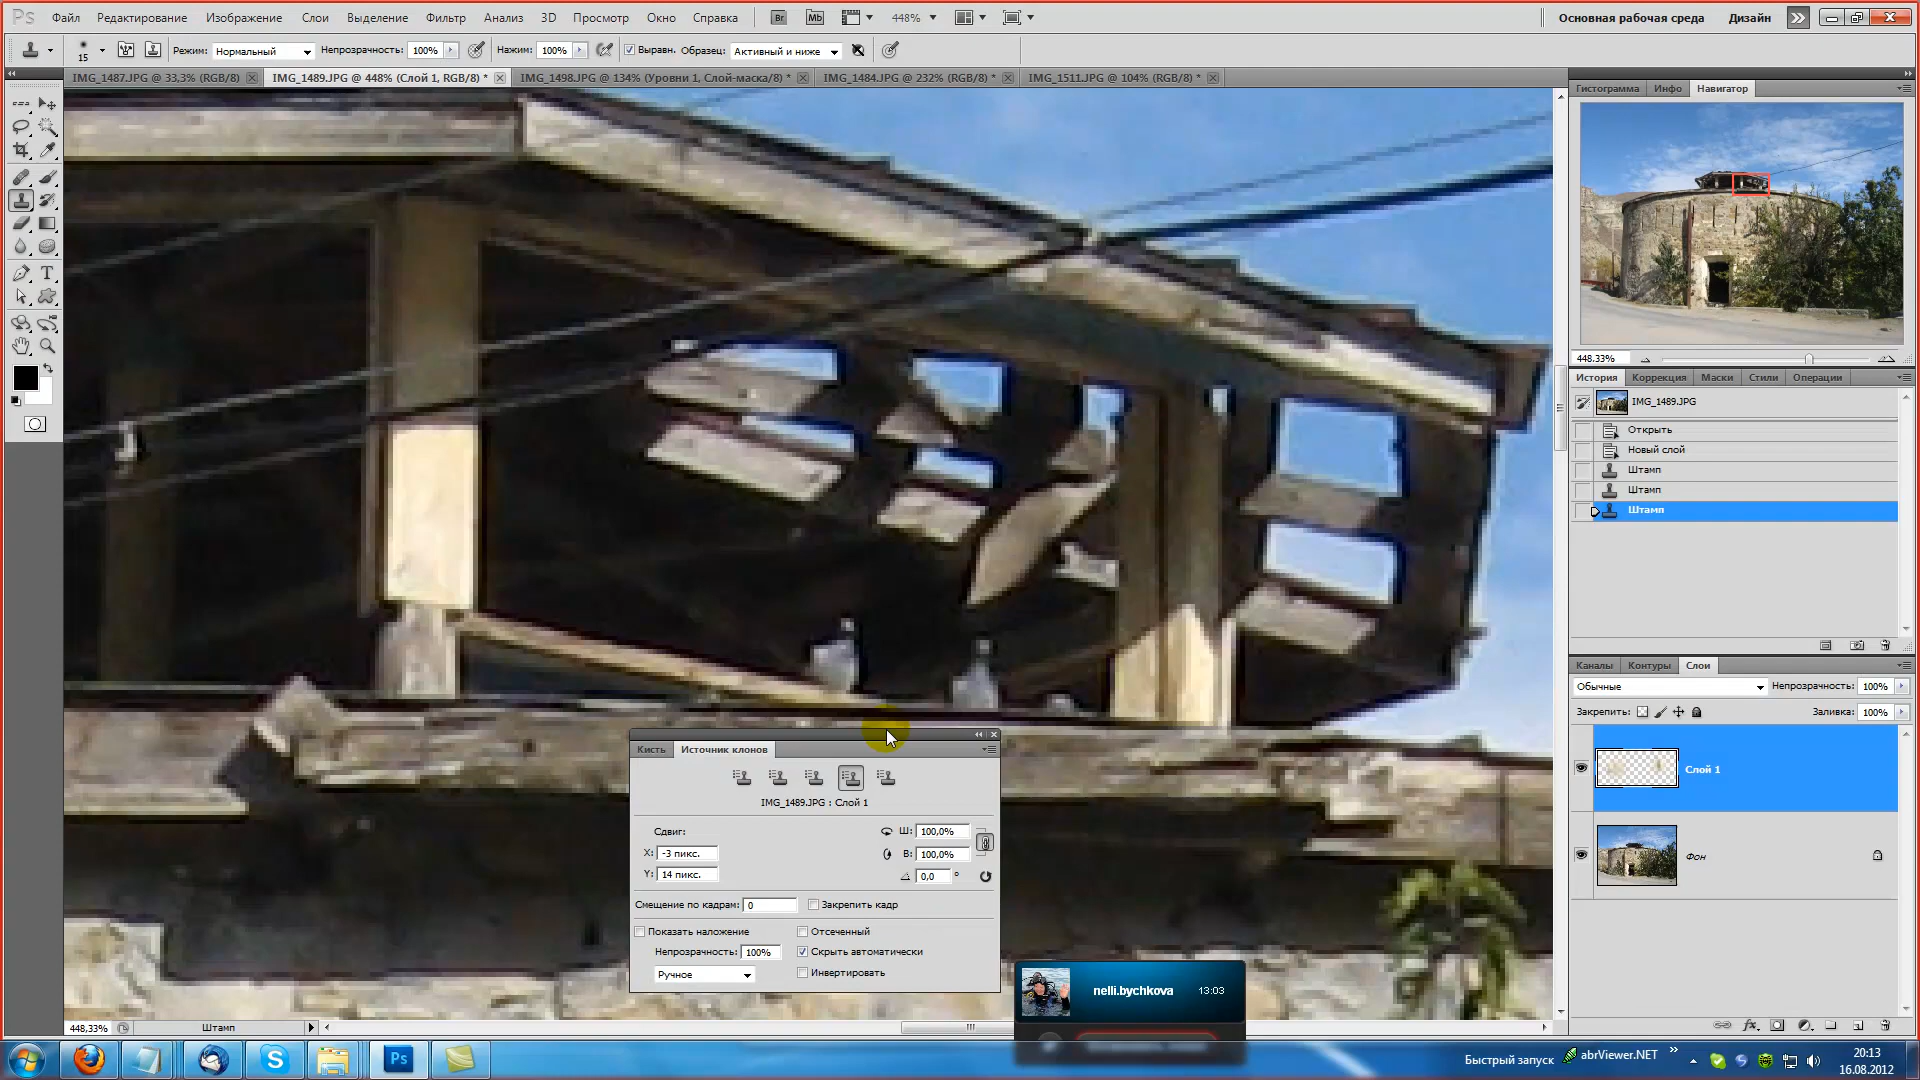 Ps Файл Редактирование Изображение Слои Выделение Фильтр Анализ 3D Просмотр Окно Справка Br Mb 448% Основная рабочая среда Дизайн
15 Режим: Нормальный Непрозрачность: 100% Нажим: 100% Выравн. Образец: Активный и ниже
IMG_1487.JPG @ 33,3% (RGB/8) IMG_1489.JPG @ 448% (Слой 1, RGB/8) * IMG_1498.JPG @ 134% (Уровни 1, Слой-маска/8) * IMG_1484.JPG @ 232% (RGB/8) * IMG_1511.JPG @ 104% (RGB/8) *
Гистограмма Инфо Навигатор
448.33%
История Коррекция Маски Стили Операции
IMG_1489.JPG
Открыть
Новый слой
Штамп
Штамп
Штамп
Каналы Контуры Слои
Обычные Непрозрачность: 100%
Закрепить: Заливка: 100%
Слой 1
Фон
Кисть Источник клонов
IMG_1489.JPG : Слой 1
Сдвиг: Ш: 100,0%
X: -3 пикс. В: 100,0%
Y: 14 пикс. 0,0 °
Смещение по кадрам: 0 Закрепить кадр
Показать наложение Отсеченный
Непрозрачность: 100% Скрыть автоматически
Ручное Инвертировать
nelli.bychkova 13:03
448,33% Штамп
Ps
Быстрый запуск abrViewer.NET » 20:13
16.08.2012